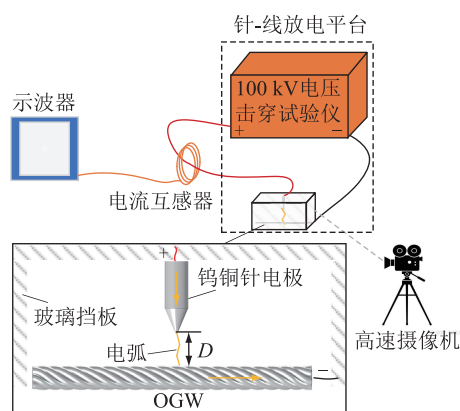 针-线放电平台
100 kV电压
击穿试验仪
+
−
示波器
电流互感器
+
钨铜针电极
玻璃挡板
电弧
D
−
OGW
高速摄像机